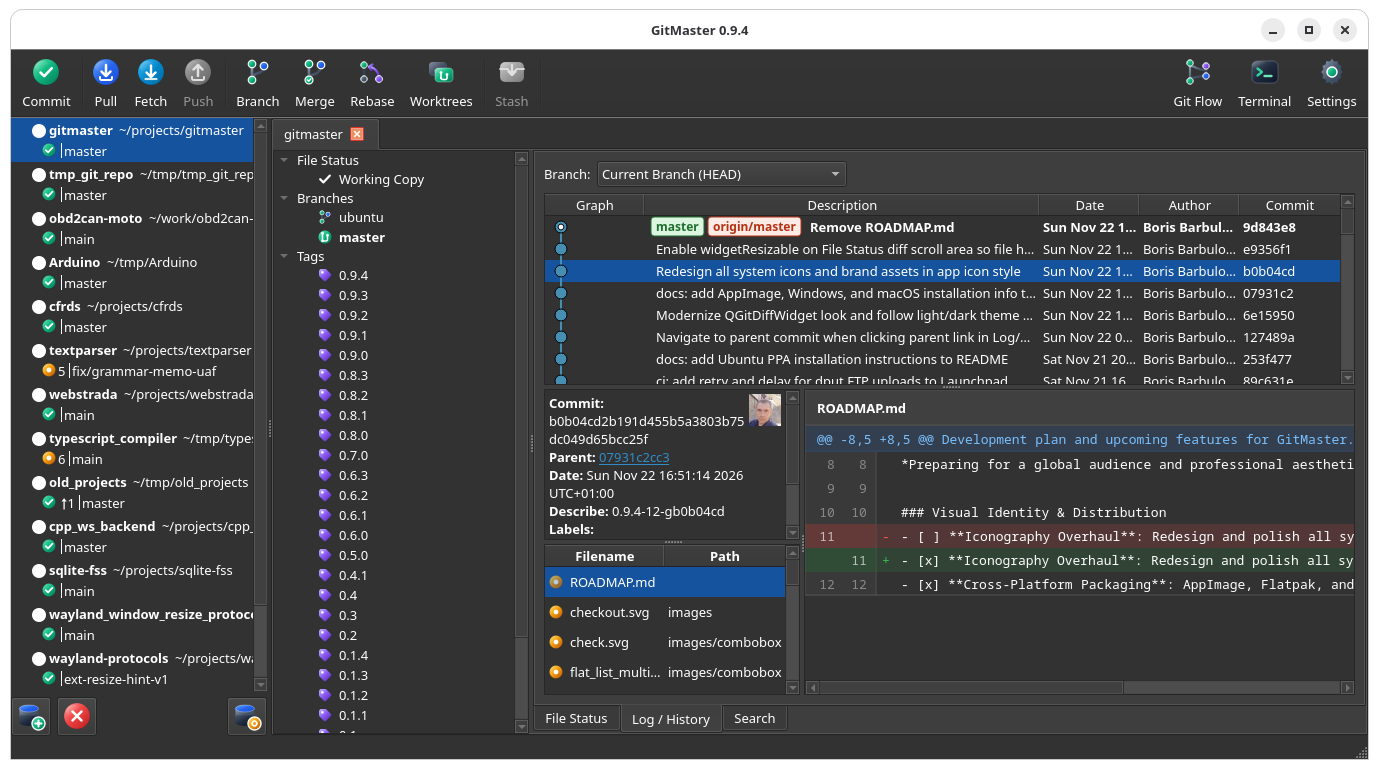 GitMaster 0.9.4
Commit Pull Fetch Push Branch Merge Rebase Worktrees Stash Git Flow Terminal Settings
gitmaster ~/projects/gitmaster
master
tmp_git_repo ~/tmp/tmp_git_rep
master
obd2can-moto ~/work/obd2can-
main
Arduino ~/tmp/Arduino
master
cfrds ~/projects/cfrds
master
textparser ~/projects/textparser
5 fix/grammar-memo-uaf
webstrada ~/projects/webstrada
main
typescript_compiler ~/tmp/types
6 main
old_projects ~/tmp/old_projects
↑1 master
cpp_ws_backend ~/projects/cpp_
master
sqlite-fss ~/projects/sqlite-fss
main
wayland_window_resize_protoco
main
wayland-protocols ~/projects/wa
ext-resize-hint-v1
gitmaster
File Status
Working Copy
Branches
ubuntu
master
Tags
0.9.4
0.9.3
0.9.2
0.9.1
0.9.0
0.8.3
0.8.2
0.8.1
0.8.0
0.7.0
0.6.3
0.6.2
0.6.1
0.6.0
0.5.0
0.4.1
0.4
0.3
0.2
0.1.4
0.1.3
0.1.2
0.1.1
Branch: Current Branch (HEAD)
Graph Description Date Author Commit
master origin/master Remove ROADMAP.md Sun Nov 22 1... Boris Barbul... 9d843e8
Enable widgetResizable on File Status diff scroll area so file h... Sun Nov 22 1... Boris Barbulo... e9356f1
Redesign all system icons and brand assets in app icon style Sun Nov 22 1... Boris Barbulo... b0b04cd
docs: add AppImage, Windows, and macOS installation info t... Sun Nov 22 1... Boris Barbulo... 07931c2
Modernize QGitDiffWidget look and follow light/dark theme ... Sun Nov 22 1... Boris Barbulo... 6e15950
Navigate to parent commit when clicking parent link in Log/... Sun Nov 22 0... Boris Barbulo... 127489a
docs: add Ubuntu PPA installation instructions to README Sat Nov 21 20... Boris Barbulo... 253f477
ci: add retry and delay for dput FTP uploads to Launchpad Sat Nov 21 16... Boris Barbulo... 89c631e
Commit:
b0b04cd2b191d455b5a3803b75
dc049d65bcc25f
Parent: 07931c2cc3
Date: Sun Nov 22 16:51:14 2026
UTC+01:00
Describe: 0.9.4-12-gb0b04cd
Labels:
Filename Path
ROADMAP.md
checkout.svg images
check.svg images/combobox
flat_list_multi... images/combobox
ROADMAP.md
@@ -8,5 +8,5 @@ Development plan and upcoming features for GitMaster.
8 8 *Preparing for a global audience and professional aestheti
9 9
10 10 ### Visual Identity & Distribution
11 - - [ ] **Iconography Overhaul**: Redesign and polish all sy
11 + - [x] **Iconography Overhaul**: Redesign and polish all sy
12 12 - [x] **Cross-Platform Packaging**: AppImage, Flatpak, and
File Status Log / History Search